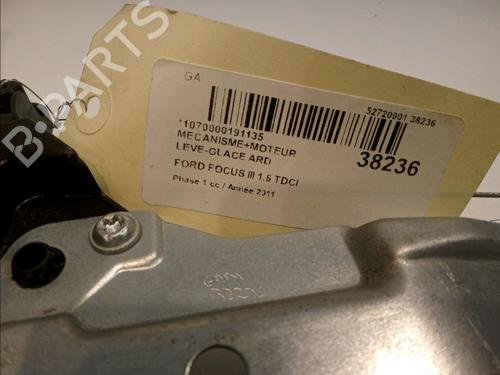 GA
52720901 38236
*1070000191135
MECANISME+MOTEUR
LEVE-GLACE ARD
38236
FORD FOCUS III 1.6 TDCI
Phase 1 cc / Année 2011
B-PARTS